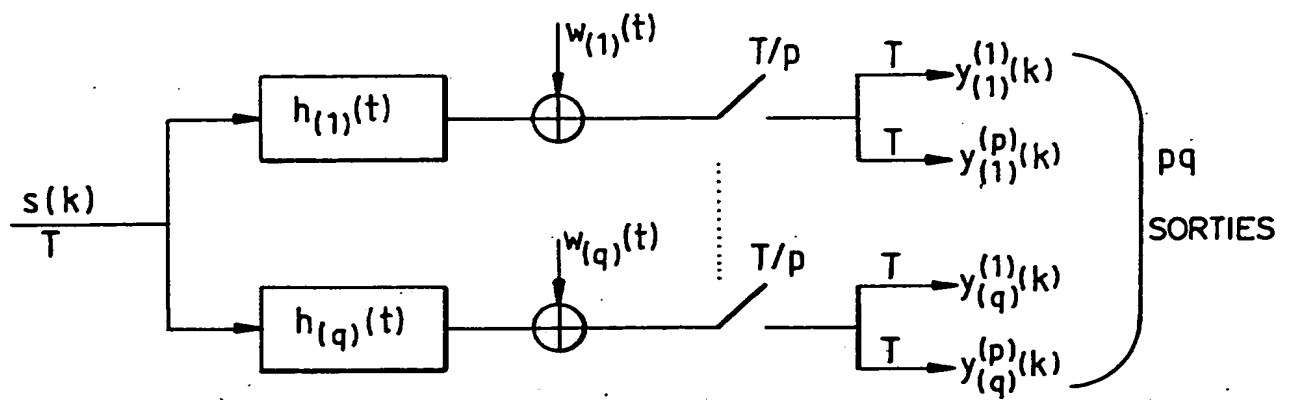 w(1)(t)
T/p
T
y(1)(1)(k)
h(1)(t)
T
y(p)(1)(k)
pq
s(k)
T
SORTIES
w(q)(t)
T/p
T
y(1)(q)(k)
h(q)(t)
T
y(p)(q)(k)